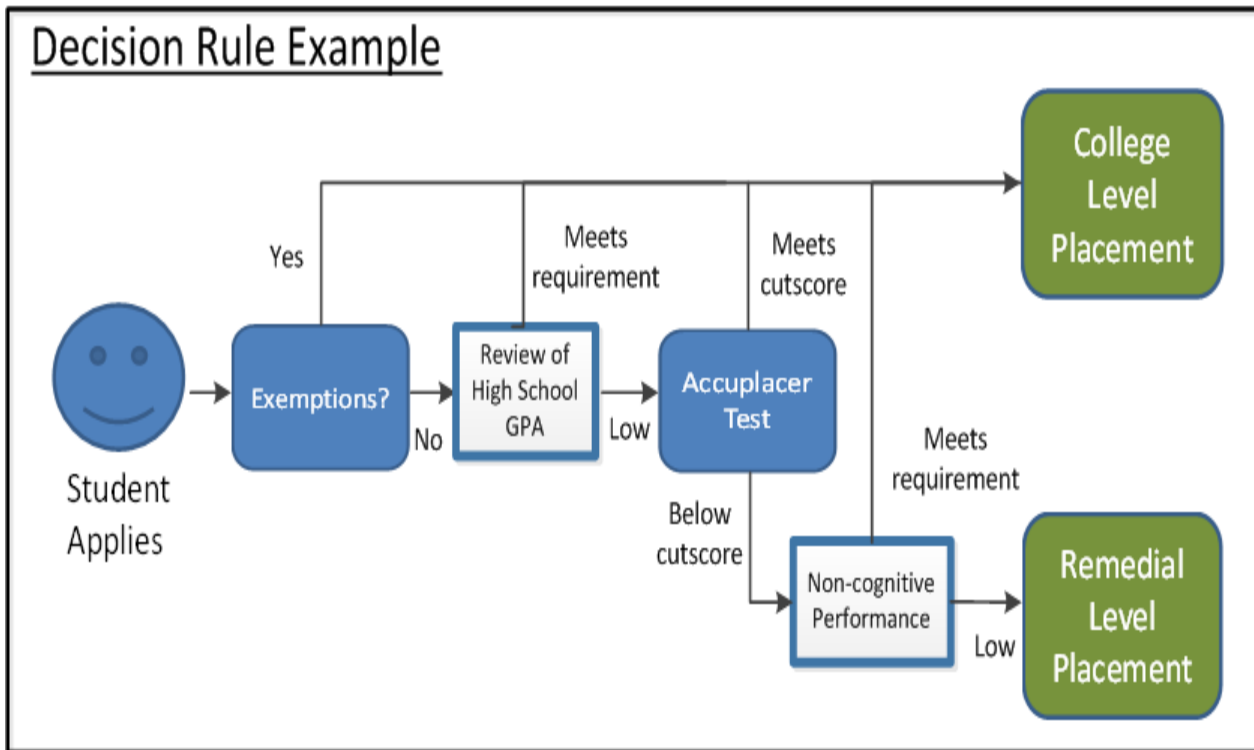 Decision Rule Example
College
Level
Placement
Yes
Meets
requirement
Meets
cutscore
Exemptions?
No
Review of
High School
GPA
Low
Accuplacer
Test
Student
Applies
Below
cutscore
Meets
requirement
Non-cognitive
Performance
Low
Remedial
Level
Placement